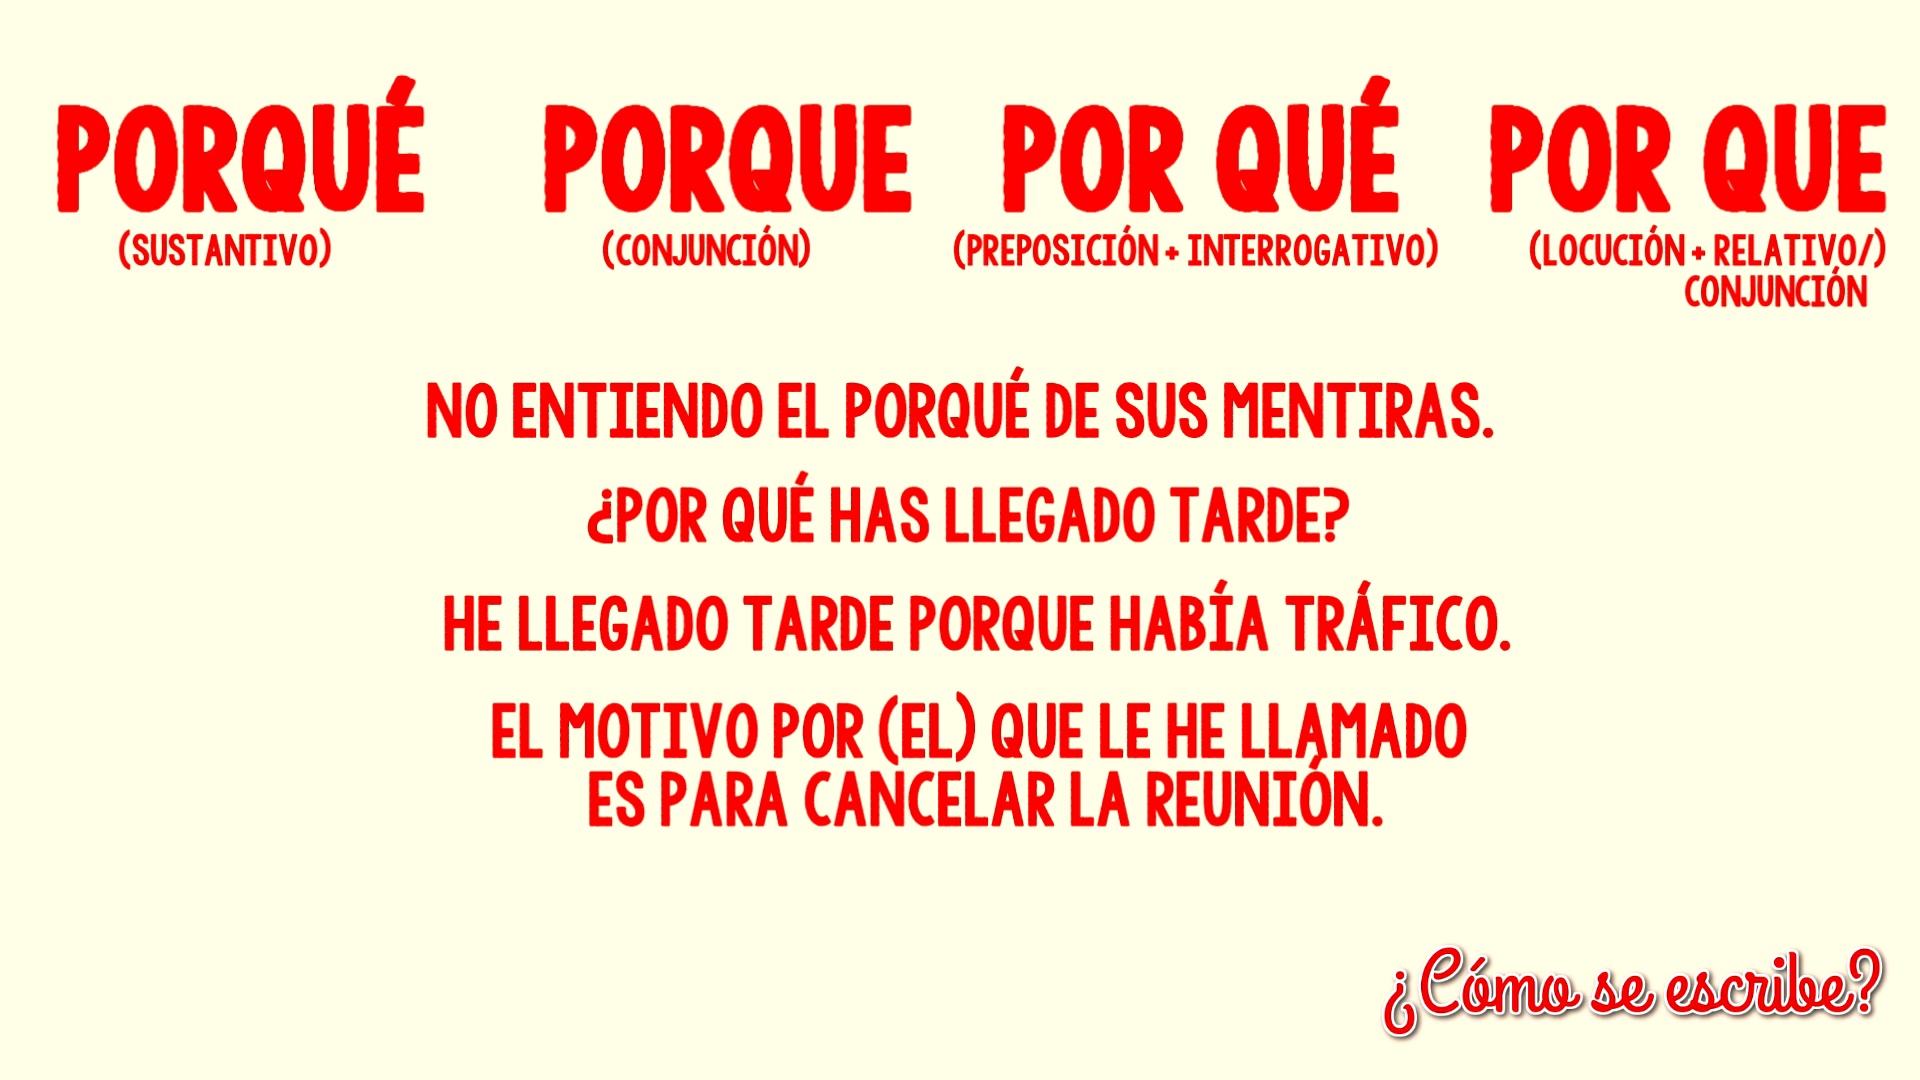 PORQUÉ PORQUE POR QUÉ POR QUE
(SUSTANTIVO) (CONJUNCIÓN) (PREPOSICIÓN + INTERROGATIVO) (LOCUCIÓN + RELATIVO/)
CONJUNCIÓN
NO ENTIENDO EL PORQUÉ DE SUS MENTIRAS.
¿POR QUÉ HAS LLEGADO TARDE?
HE LLEGADO TARDE PORQUE HABÍA TRÁFICO.
EL MOTIVO POR (EL) QUE LE HE LLAMADO
ES PARA CANCELAR LA REUNIÓN.
¿Cómo se escribe?